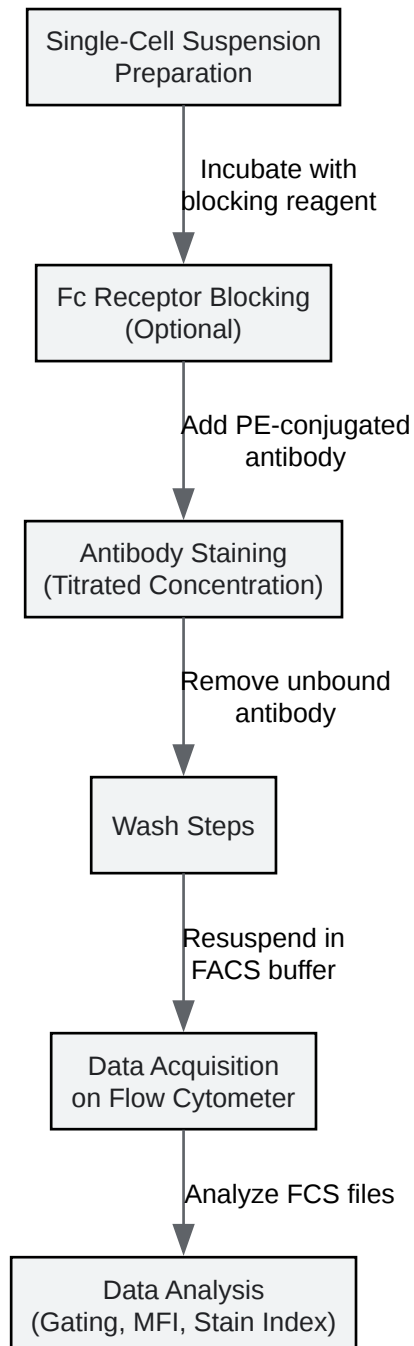 Single-Cell Suspension
Preparation
Incubate with
blocking reagent
Fc Receptor Blocking
(Optional)
Add PE-conjugated
antibody
Antibody Staining
(Titrated Concentration)
Remove unbound
antibody
Wash Steps
Resuspend in
FACS buffer
Data Acquisition
on Flow Cytometer
Analyze FCS files
Data Analysis
(Gating, MFI, Stain Index)